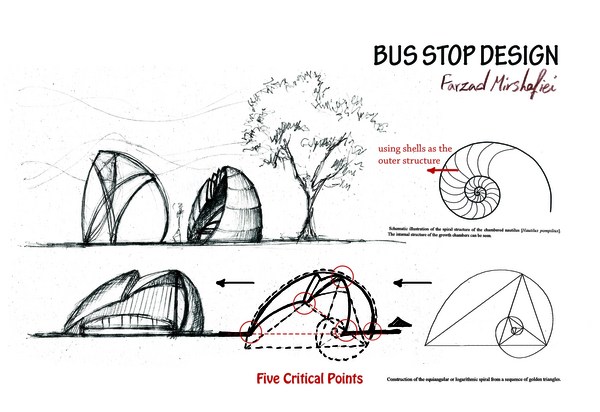 BUS STOP DESIGN
Farzad Mirshafiei
using shells as the
outer structure
Schematic illustration of the spiral structure of the chambered nautilus (Nautilus pompilius)
The internal structure of the growth chambers can be seen.
Five Critical Points
Construction of the equiangular or logarithmic spiral from a sequence of golden triangles.